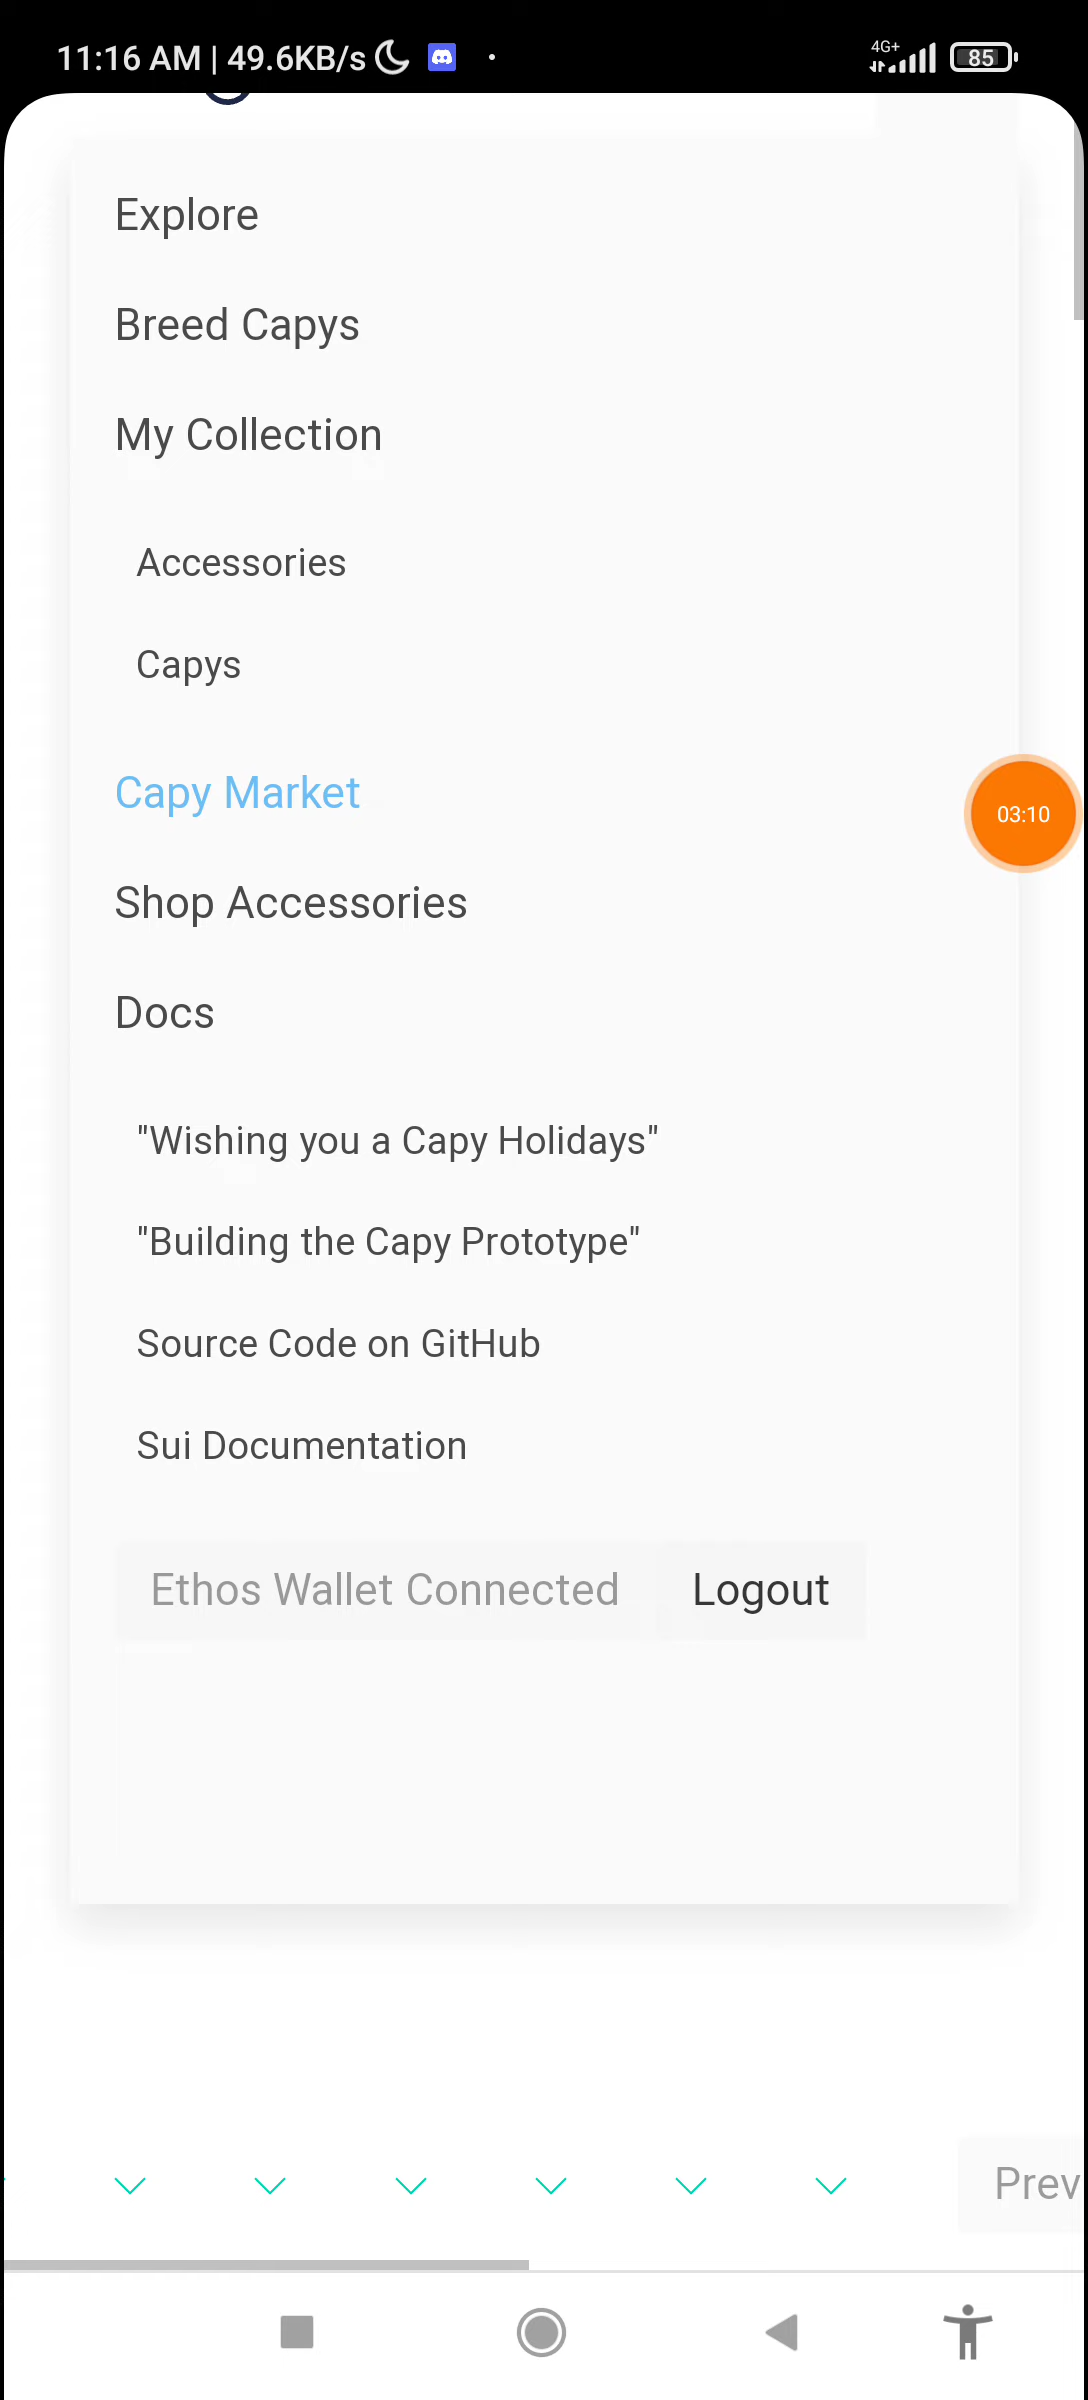 11:16 AM | 49.6KB/s
4G+
85
Explore
Breed Capys
My Collection
Accessories
Capys
Capy Market
03:10
Shop Accessories
Docs
"Wishing you a Capy Holidays"
"Building the Capy Prototype"
Source Code on GitHub
Sui Documentation
Ethos Wallet Connected Logout
Prev